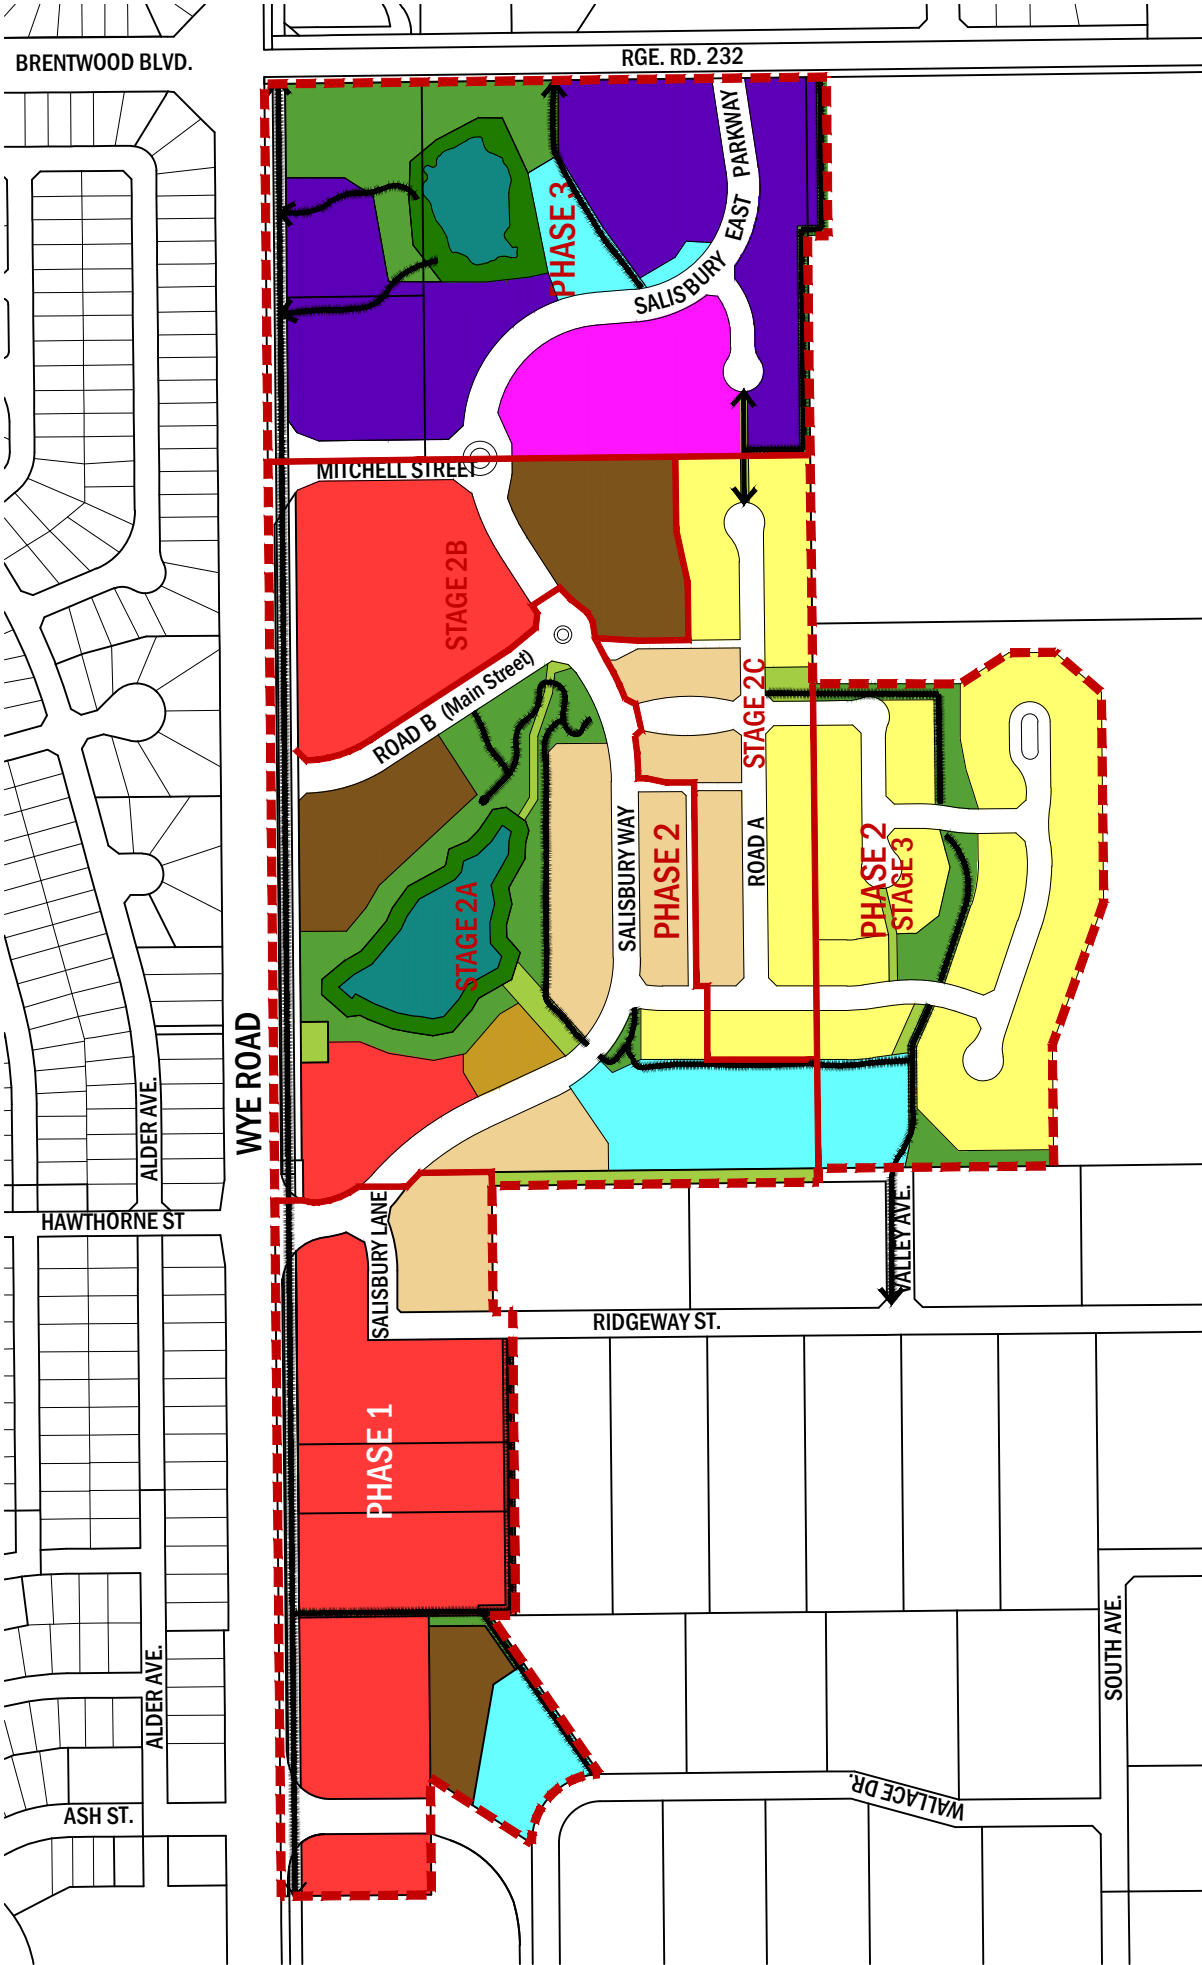 BRENTWOOD BLVD.
RGE. RD. 232
SALISBURY EAST PARKWAY
PHASE 3
MITCHELL STREET
STAGE 2B
ROAD B (Main Street)
STAGE 2C
SALISBURY WAY
PHASE 2
ROAD A
PHASE 2
STAGE 3
STAGE 2A
WYE ROAD
ALDER AVE.
HAWTHORNE ST
SALISBURY LANE
VALLEY AVE.
RIDGEWAY ST.
PHASE 1
ALDER AVE.
SOUTH AVE.
WALLACE DR.
ASH ST.